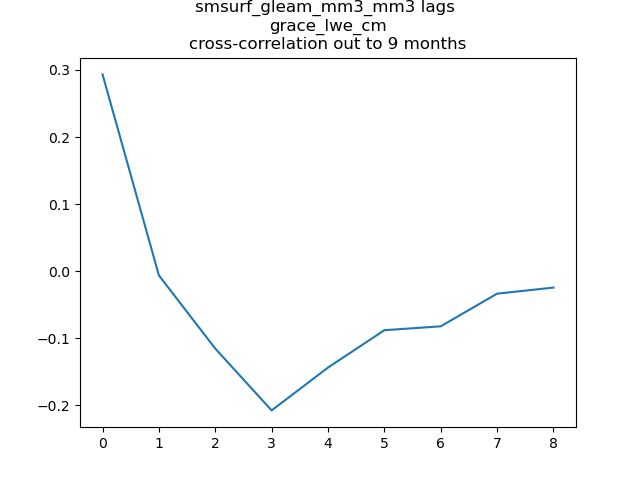 smsurf_gleam_mm3_mm3 lags
grace_lwe_cm
cross-correlation out to 9 months
0.3
0.2
0.1
0.0
−0.1
−0.2
0 1 2 3 4 5 6 7 8